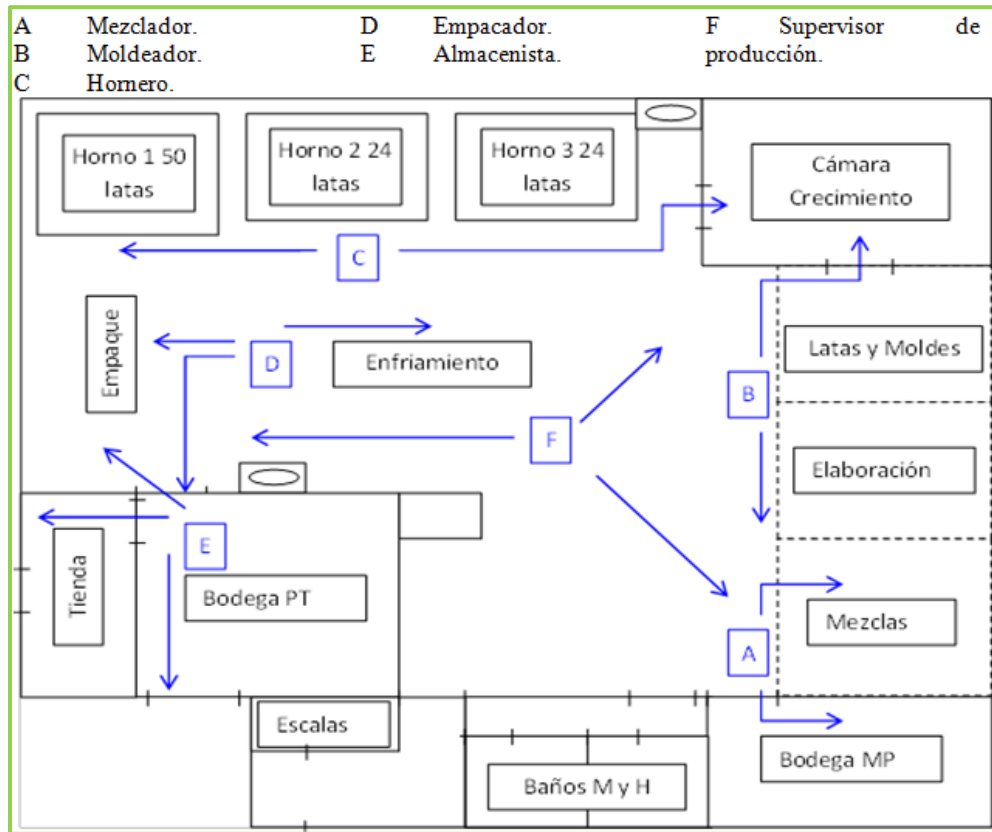 A Mezclador. D Empacador. F Supervisor de
B Moldeador. E Almacenista. producción.
C Hornero.
Horno 1 50
latas
Horno 2 24
latas
Horno 3 24
latas
Cámara
Crecimiento
C
Empaque
D
Enfriamiento
Latas y Moldes
B
F
Elaboración
E
Tienda
Bodega PT
Mezclas
A
Escalas
Bodega MP
Baños M y H